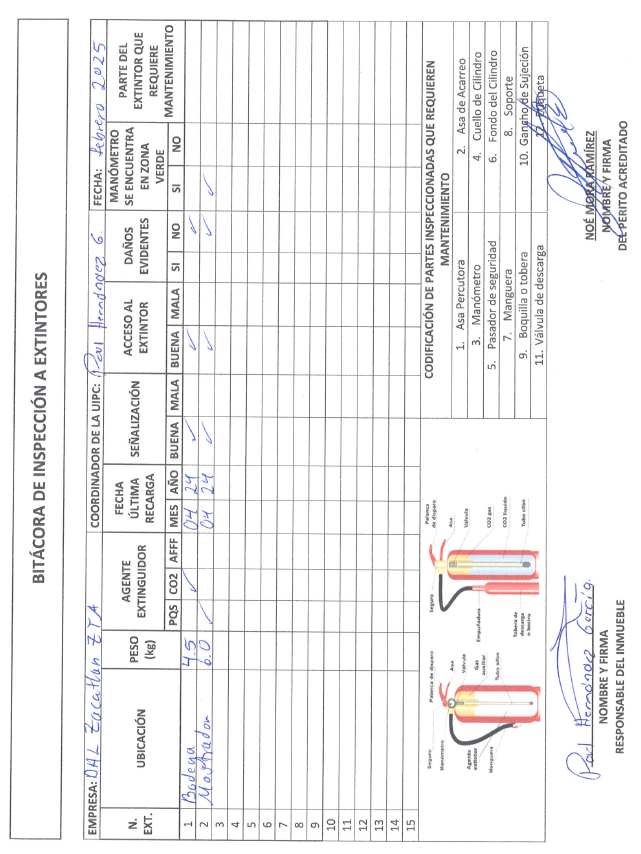 BITÁCORA DE INSPECCIÓN A EXTINTORES
EMPRESA: DAL Zacatlan ZTA COORDINADOR DE LA UIPC: Paul Hernández G. FECHA: febrero 2025
N. EXT. UBICACIÓN PESO (kg) AGENTE EXTINGUIDOR FECHA ÚLTIMA RECARGA SEÑALIZACIÓN ACCESO AL EXTINTOR DAÑOS EVIDENTES MANÓMETRO SE ENCUENTRA EN ZONA VERDE PARTE DEL EXTINTOR QUE REQUIERE MANTENIMIENTO
PQS CO2 AFFF MES AÑO BUENA MALA BUENA MALA SI NO SI NO
1 Bodega 4.5 ✓ 04 24 ✓ ✓ ✓
2 Mostrador 6.0 ✓ 04 24 ✓ ✓ ✓ ✓
3
4
5
6
7
8
9
10
11
12
13
14
15
Seguro
Palanca de disparo
Manómetro
Asa
Válvula
Gas auxiliar
Agente extintor
Tubo sifón
Manguera
Seguro
Palanca de disparo
Asa
Válvula
CO2 gas
Empuñadura
CO2 líquido
Tobera de descarga o bocina
Tubo sifón
CODIFICACIÓN DE PARTES INSPECCIONADAS QUE REQUIEREN MANTENIMIENTO
1. Asa Percutora 2. Asa de Acarreo
3. Manómetro 4. Cuello de Cilindro
5. Pasador de seguridad 6. Fondo del Cilindro
7. Manguera 8. Soporte
9. Boquilla o tobera 10. Gancho de Sujeción
11. Válvula de descarga 12. Etiqueta
Paul Hernández García.
NOMBRE Y FIRMA
RESPONSABLE DEL INMUEBLE
NOÉ MORA RAMÍREZ
NOMBRE Y FIRMA
DEL PERITO ACREDITADO